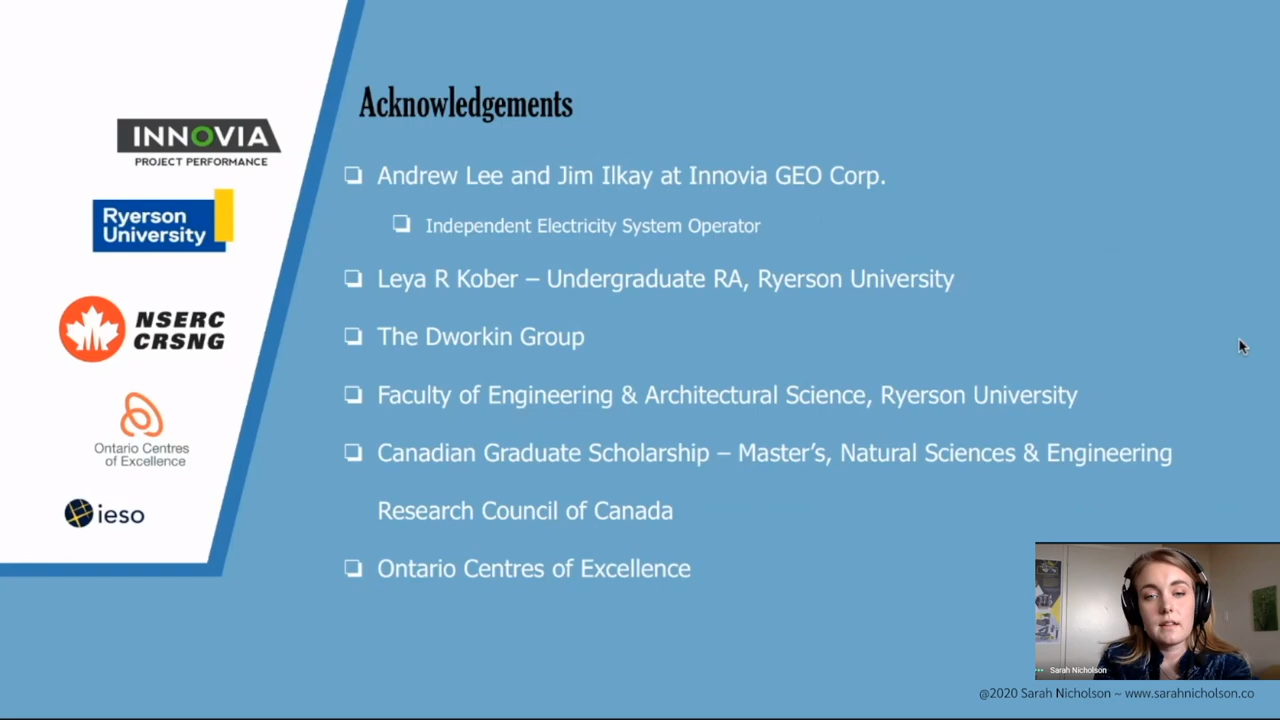 Acknowledgements
INNOVIA
PROJECT PERFORMANCE
Ryerson
University
NSERC
CRSNG
Ontario Centres
of Excellence
ieso
❏ Andrew Lee and Jim Ilkay at Innovia GEO Corp.
❏ Independent Electricity System Operator
❏ Leya R Kober – Undergraduate RA, Ryerson University
❏ The Dworkin Group
❏ Faculty of Engineering & Architectural Science, Ryerson University
❏ Canadian Graduate Scholarship – Master’s, Natural Sciences & Engineering
Research Council of Canada
❏ Ontario Centres of Excellence
Sarah Nicholson
@2020 Sarah Nicholson ~ www.sarahnicholson.co